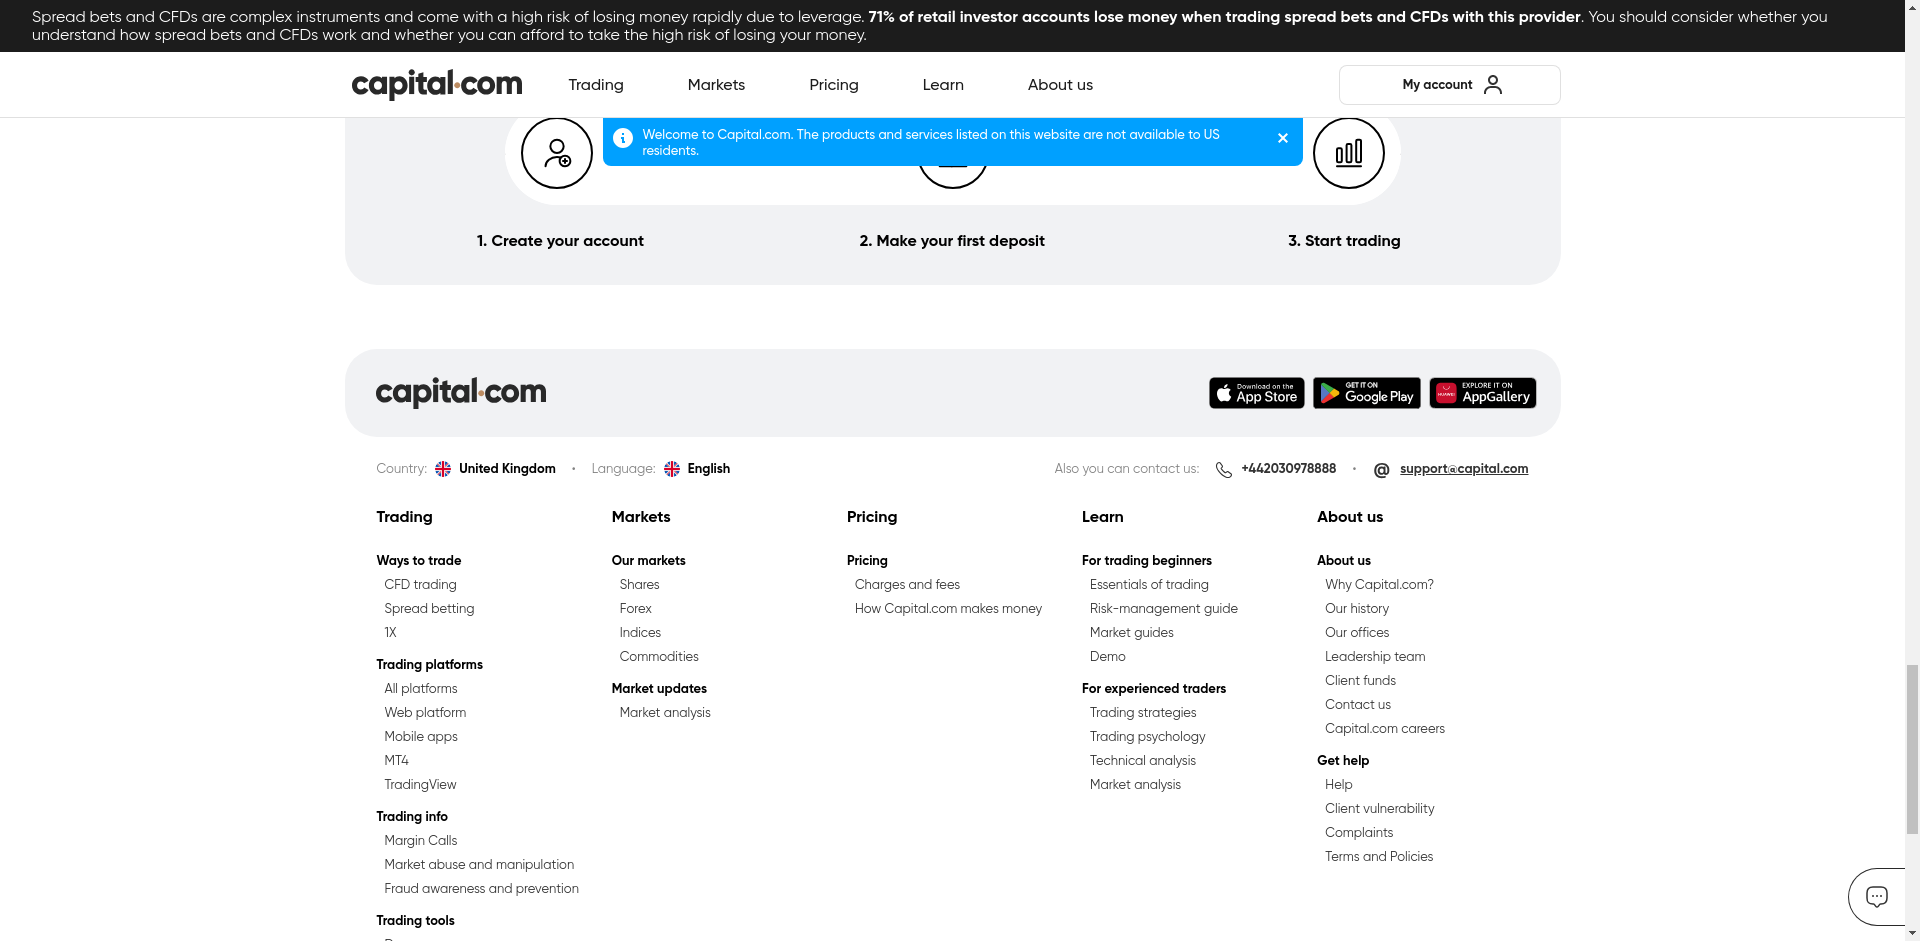 Spread bets and CFDs are complex instruments and come with a high risk of losing money rapidly due to leverage. 71% of retail investor accounts lose money when trading spread bets and CFDs with this provider. You should consider whether you
understand how spread bets and CFDs work and whether you can afford to take the high risk of losing your money.
capital.com
Trading
Markets
Pricing
Learn
About us
My account
Welcome to Capital.com. The products and services listed on this website are not available to US
residents.
1. Create your account
2. Make your first deposit
3. Start trading
capital.com
Download on the
App Store
GET IT ON
Google Play
HUAWEI
EXPLORE IT ON
AppGallery
Country: United Kingdom • Language: English
Also you can contact us: +442030978888 • @ support@capital.com
Trading
Ways to trade
CFD trading
Spread betting
1X
Trading platforms
All platforms
Web platform
Mobile apps
MT4
TradingView
Trading info
Margin Calls
Market abuse and manipulation
Fraud awareness and prevention
Trading tools
Markets
Our markets
Shares
Forex
Indices
Commodities
Market updates
Market analysis
Pricing
Pricing
Charges and fees
How Capital.com makes money
Learn
For trading beginners
Essentials of trading
Risk-management guide
Market guides
Demo
For experienced traders
Trading strategies
Trading psychology
Technical analysis
Market analysis
About us
About us
Why Capital.com?
Our history
Our offices
Leadership team
Client funds
Contact us
Capital.com careers
Get help
Help
Client vulnerability
Complaints
Terms and Policies